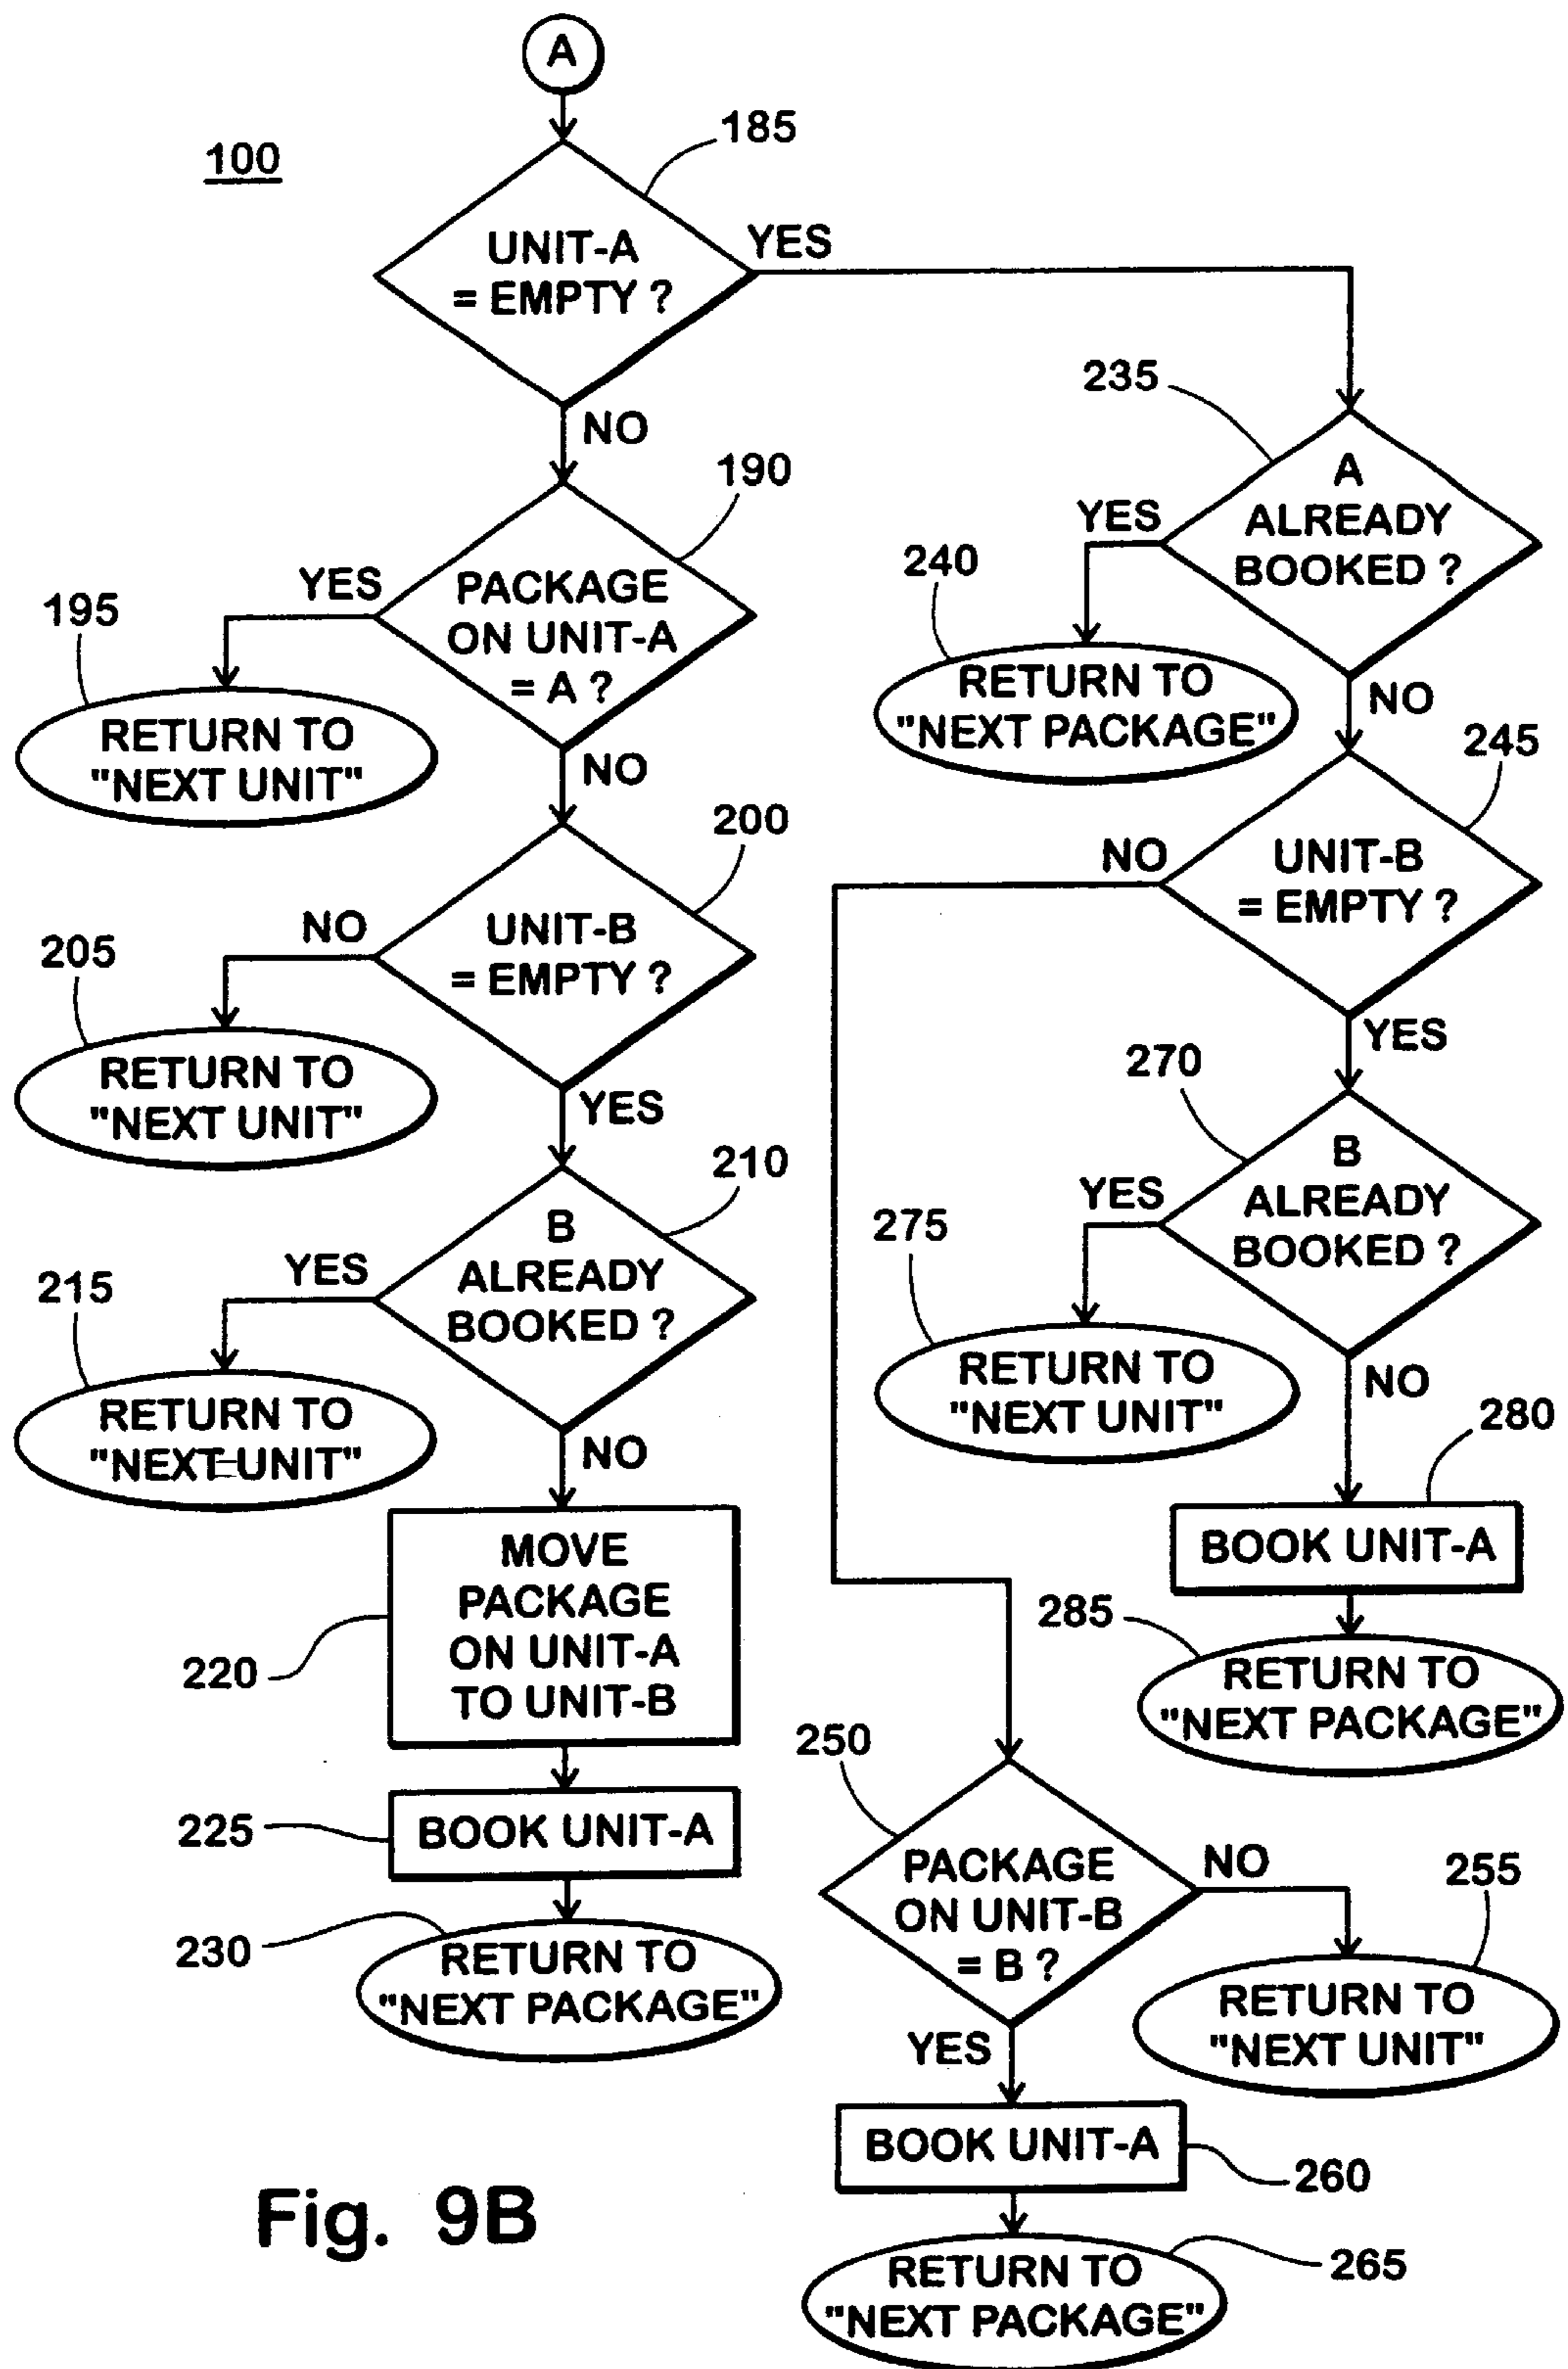 A
100
185
UNIT-A
= EMPTY ?
YES
NO
190
PACKAGE
ON UNIT-A
= A ?
YES
195
RETURN TO
"NEXT UNIT"
NO
200
UNIT-B
= EMPTY ?
NO
205
RETURN TO
"NEXT UNIT"
YES
210
B
ALREADY
BOOKED ?
YES
215
RETURN TO
"NEXT UNIT"
NO
MOVE
PACKAGE
ON UNIT-A
TO UNIT-B
220
225
BOOK UNIT-A
230
RETURN TO
"NEXT PACKAGE"
235
A
ALREADY
BOOKED ?
YES
240
RETURN TO
"NEXT PACKAGE"
NO
245
UNIT-B
= EMPTY ?
NO
YES
270
B
ALREADY
BOOKED ?
YES
275
RETURN TO
"NEXT UNIT"
NO
280
BOOK UNIT-A
285
RETURN TO
"NEXT PACKAGE"
250
PACKAGE
ON UNIT-B
= B ?
NO
255
RETURN TO
"NEXT UNIT"
YES
BOOK UNIT-A
260
265
RETURN TO
"NEXT PACKAGE"
Fig. 9B